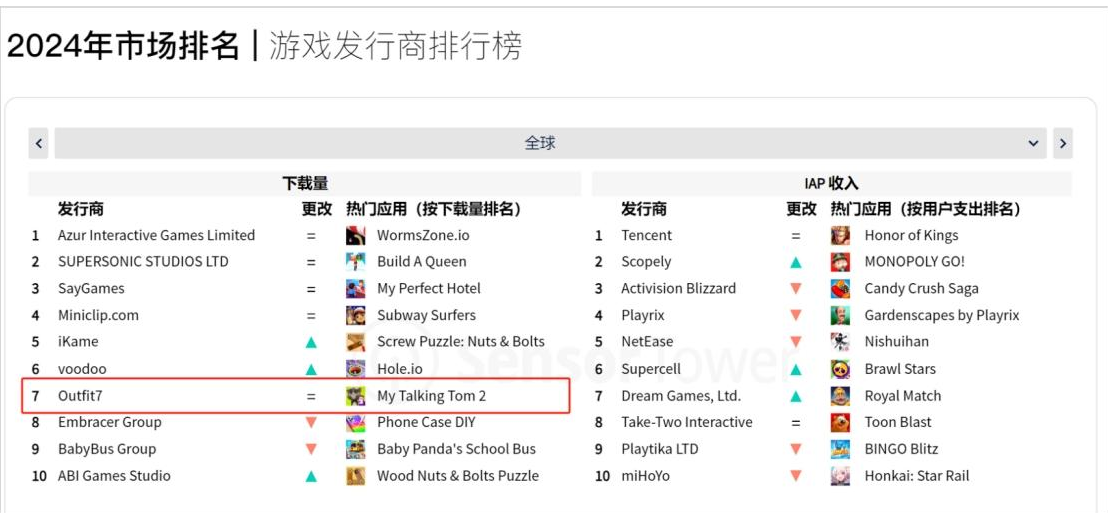 2024年市场排名 | 游戏发行商排行榜
全球
下载量
发行商 更改 热门应用（按下载量排名）
1 Azur Interactive Games Limited = WormsZone.io
2 SUPERSONIC STUDIOS LTD = Build A Queen
3 SayGames = My Perfect Hotel
4 Miniclip.com = Subway Surfers
5 iKame ▲ Screw Puzzle: Nuts & Bolts
6 voodoo ▲ Hole.io
7 Outfit7 = My Talking Tom 2
8 Embracer Group ▼ Phone Case DIY
9 BabyBus Group ▼ Baby Panda's School Bus
10 ABI Games Studio ▲ Wood Nuts & Bolts Puzzle
IAP 收入
发行商 更改 热门应用（按用户支出排名）
1 Tencent = Honor of Kings
2 Scopely ▲ MONOPOLY GO!
3 Activision Blizzard ▼ Candy Crush Saga
4 Playrix ▼ Gardenscapes by Playrix
5 NetEase ▼ Nishuihan
6 Supercell ▲ Brawl Stars
7 Dream Games, Ltd. ▲ Royal Match
8 Take-Two Interactive = Toon Blast
9 Playtika LTD ▼ BINGO Blitz
10 miHoYo ▼ Honkai: Star Rail
Sensor Tower